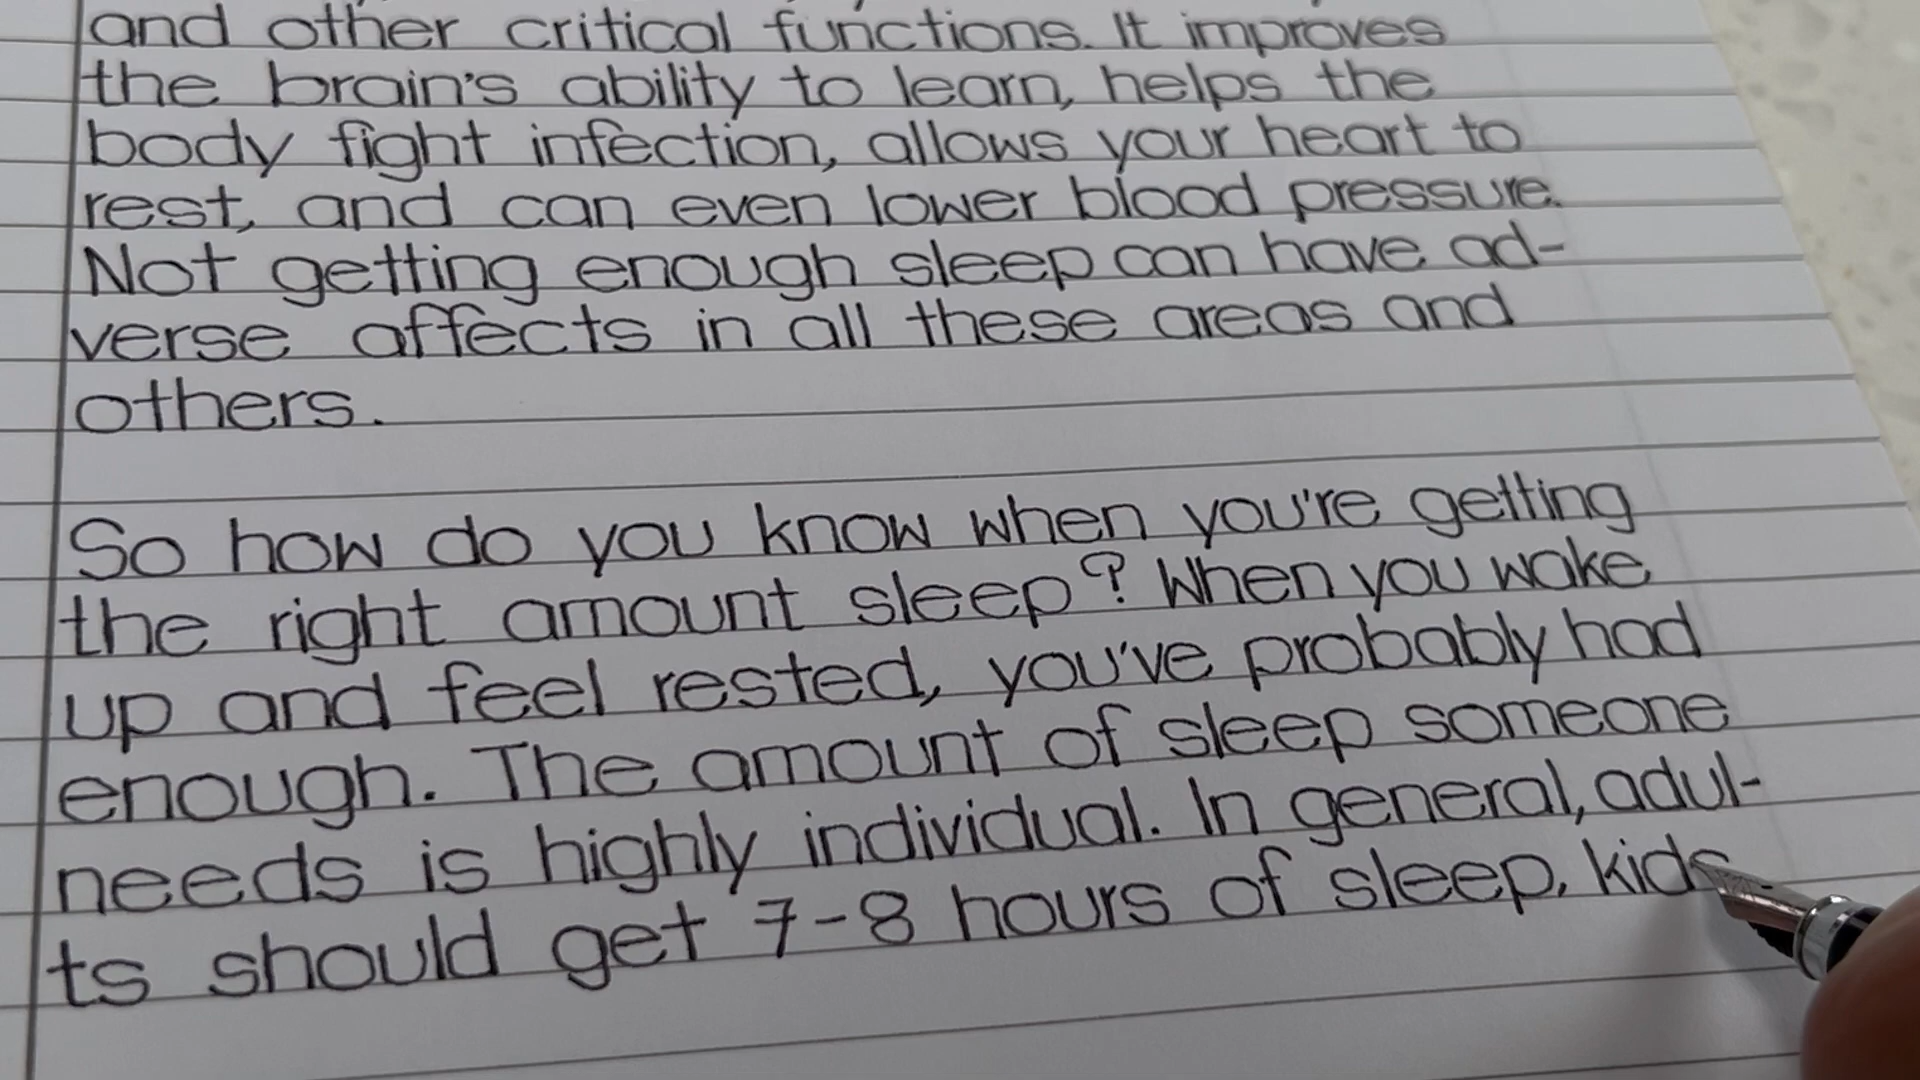 and other critical functions. It improves
the brain's ability to learn, helps the
body fight infection, allows your heart to
rest, and can even lower blood pressure.
Not getting enough sleep can have ad-
verse affects in all these areas and
others.
So how do you know when you're getting
the right amount sleep? When you wake
up and feel rested, you've probably had
enough. The amount of sleep someone
needs is highly individual. In general, adul-
ts should get 7-8 hours of sleep, kids